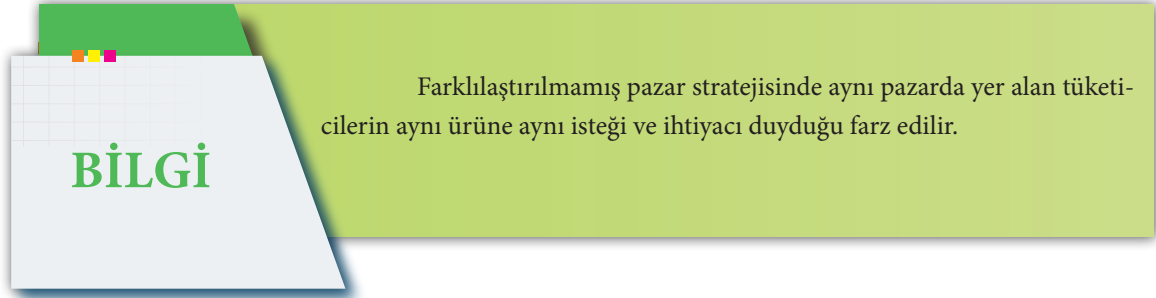 Farklılaştırılmamış pazar stratejisinde aynı pazarda yer alan tüketi-
cilerin aynı ürüne aynı isteği ve ihtiyacı duyduğu farz edilir.
BİLGİ